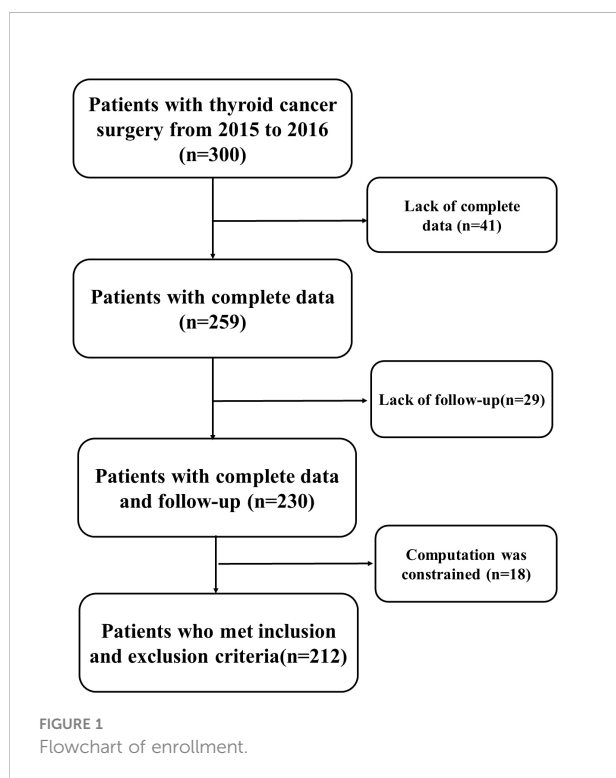 Patients with thyroid cancer
surgery from 2015 to 2016
(n=300)
Lack of complete
data (n=41)
Patients with complete data
(n=259)
Lack of follow-up(n=29)
Patients with complete data
and follow-up (n=230)
Computation was
constrained (n=18)
Patients who met inclusion
and exclusion criteria(n=212)
FIGURE 1
Flowchart of enrollment.